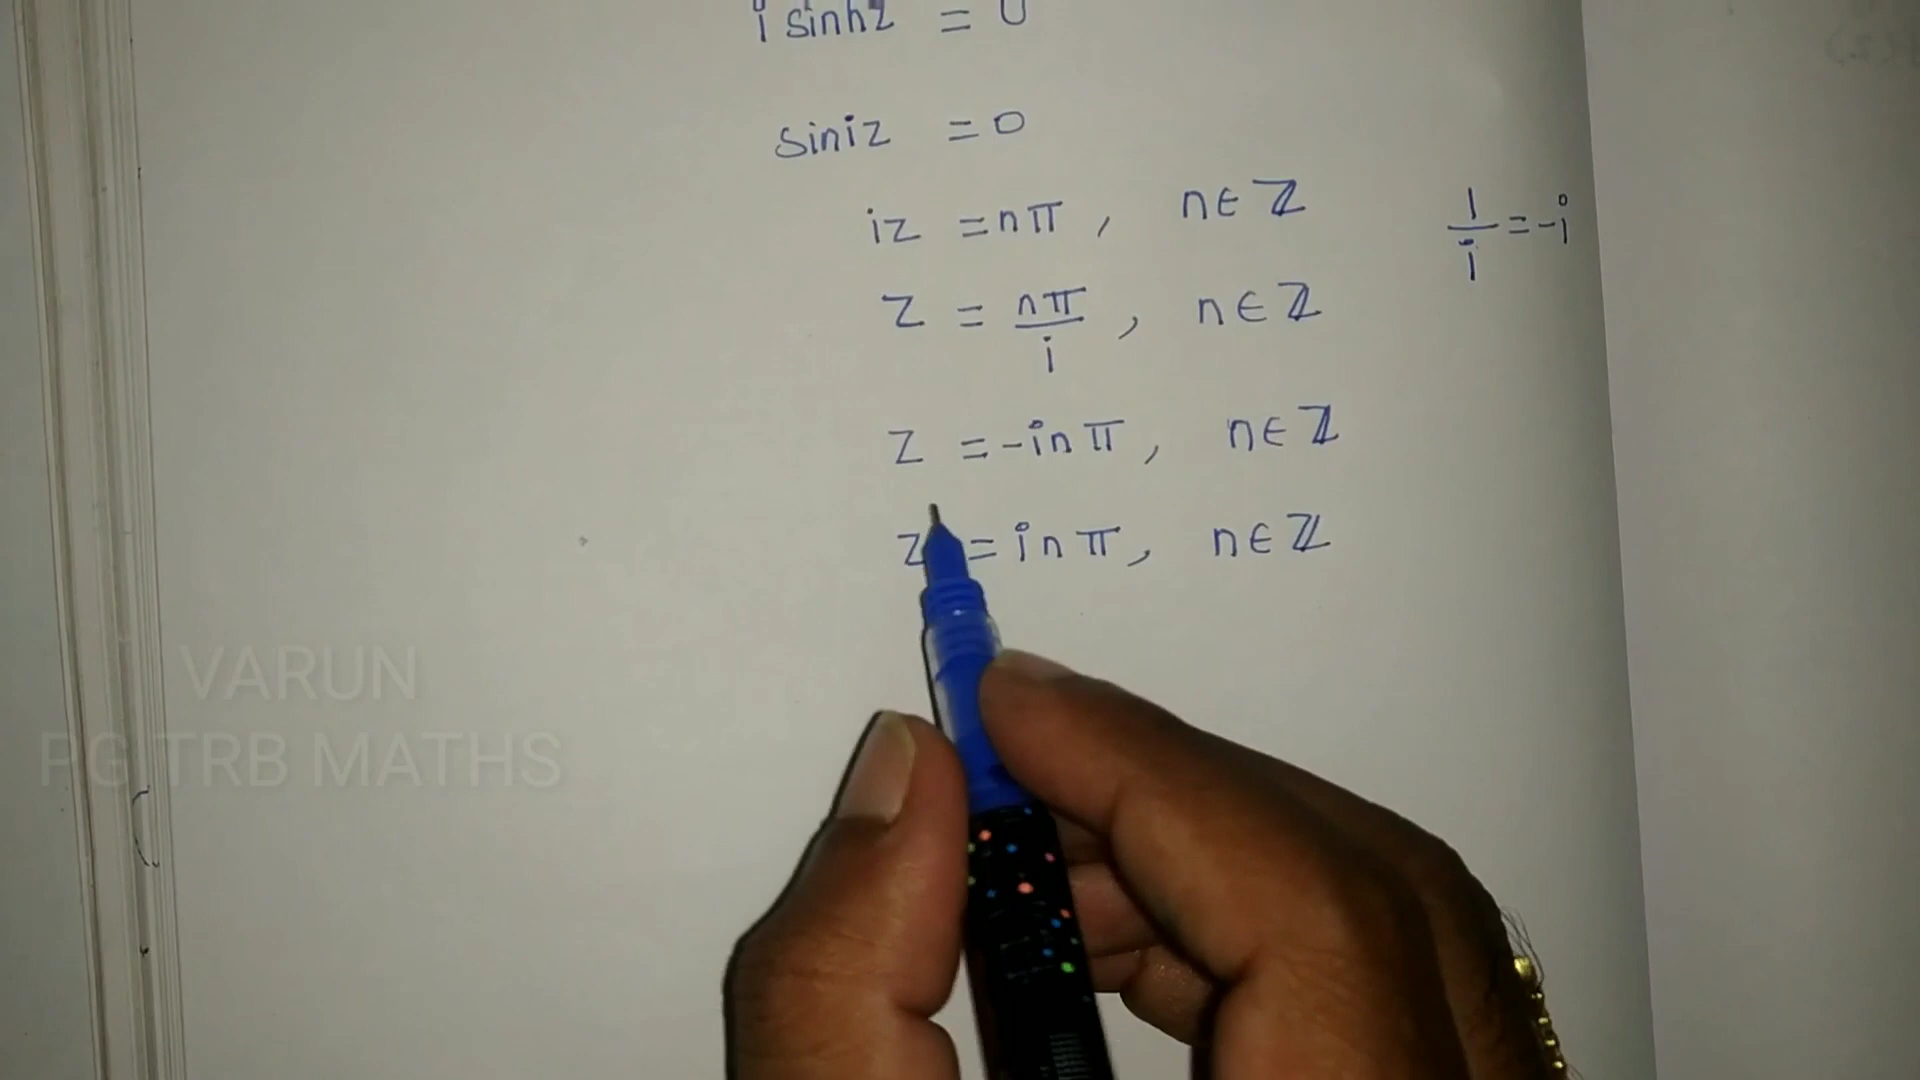 i sinhz = 0
siniz = 0
iz = nπ, n∈ℤ
1/i = -i
z = nπ/i, n∈ℤ
z = -inπ, n∈ℤ
z = inπ, n∈ℤ
VARUN
PG TRB MATHS